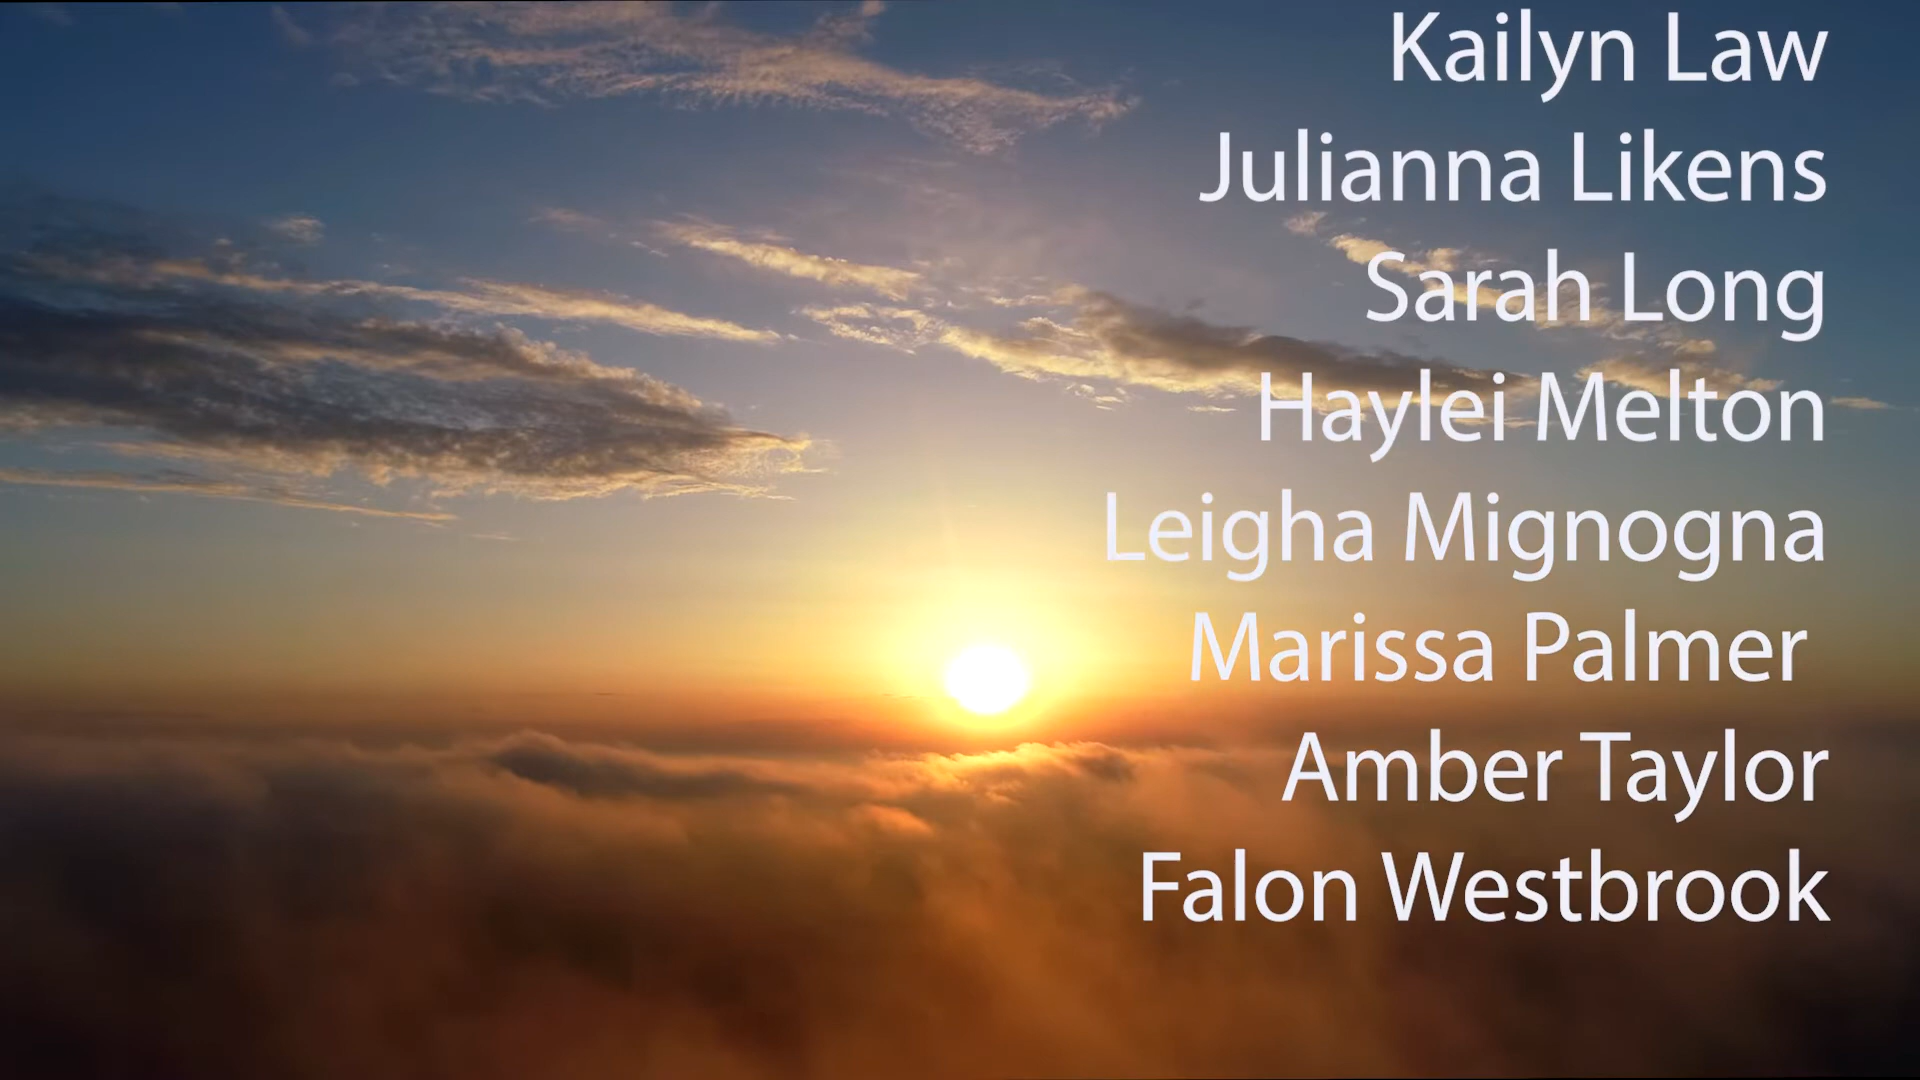 Kailyn Law
Julianna Likens
Sarah Long
Haylei Melton
Leigha Mignogna
Marissa Palmer
Amber Taylor
Falon Westbrook